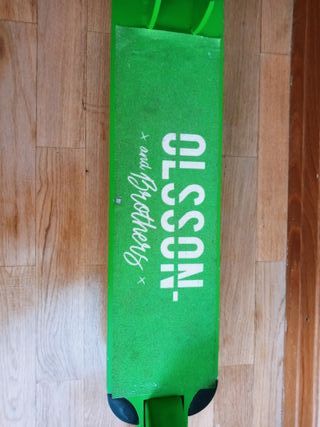 OLSSON-
x and Brothers x